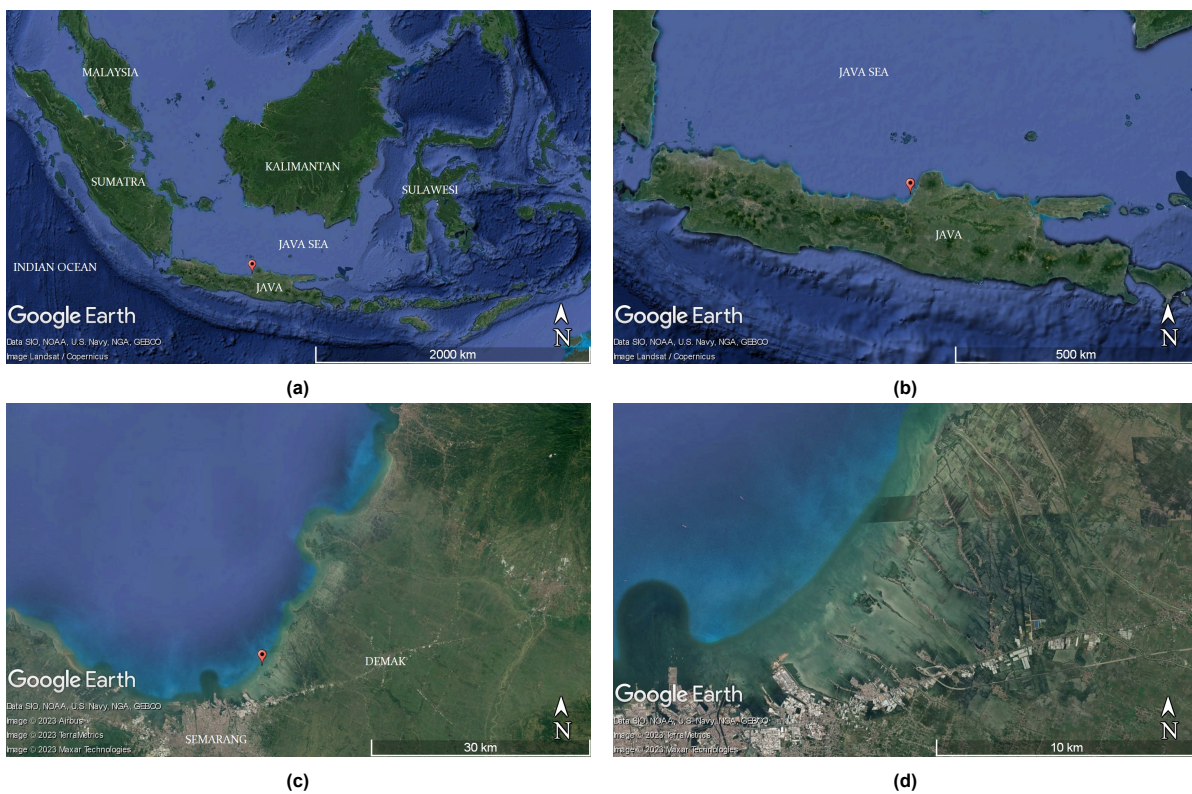 MALAYSIA
SUMATRA
KALIMANTAN
SULAWESI
JAVA SEA
INDIAN OCEAN
JAVA
Google Earth
Data SIO, NOAA, U.S. Navy, NGA, GEBCO
Image Landsat / Copernicus
2000 km
N
(a)
JAVA SEA
JAVA
Google Earth
Data SIO, NOAA, U.S. Navy, NGA, GEBCO
Image Landsat / Copernicus
500 km
N
(b)
DEMAK
Google Earth
Data SIO, NOAA, U.S. Navy, NGA, GEBCO
Image © 2023 Airbus
Image © 2023 TerraMetrics
Image © 2023 Maxar Technologies
SEMARANG
30 km
N
(c)
Google Earth
Data SIO, NOAA, U.S. Navy, NGA, GEBCO
Image © 2023 TerraMetrics
Image © 2023 Maxar Technologies
10 km
N
(d)